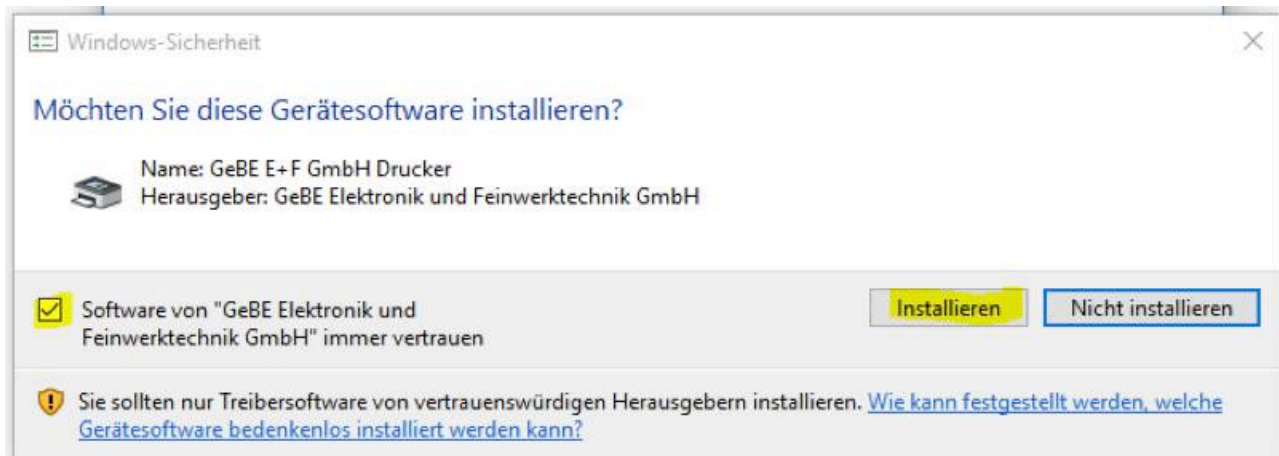 Windows-Sicherheit
Möchten Sie diese Gerätesoftware installieren?
Name: GeBE E+F GmbH Drucker
Herausgeber: GeBE Elektronik und Feinwerktechnik GmbH
Software von "GeBE Elektronik und
Feinwerktechnik GmbH" immer vertrauen
Installieren
Nicht installieren
Sie sollten nur Treibersoftware von vertrauenswürdigen Herausgebern installieren. Wie kann festgestellt werden, welche
Gerätesoftware bedenkenlos installiert werden kann?